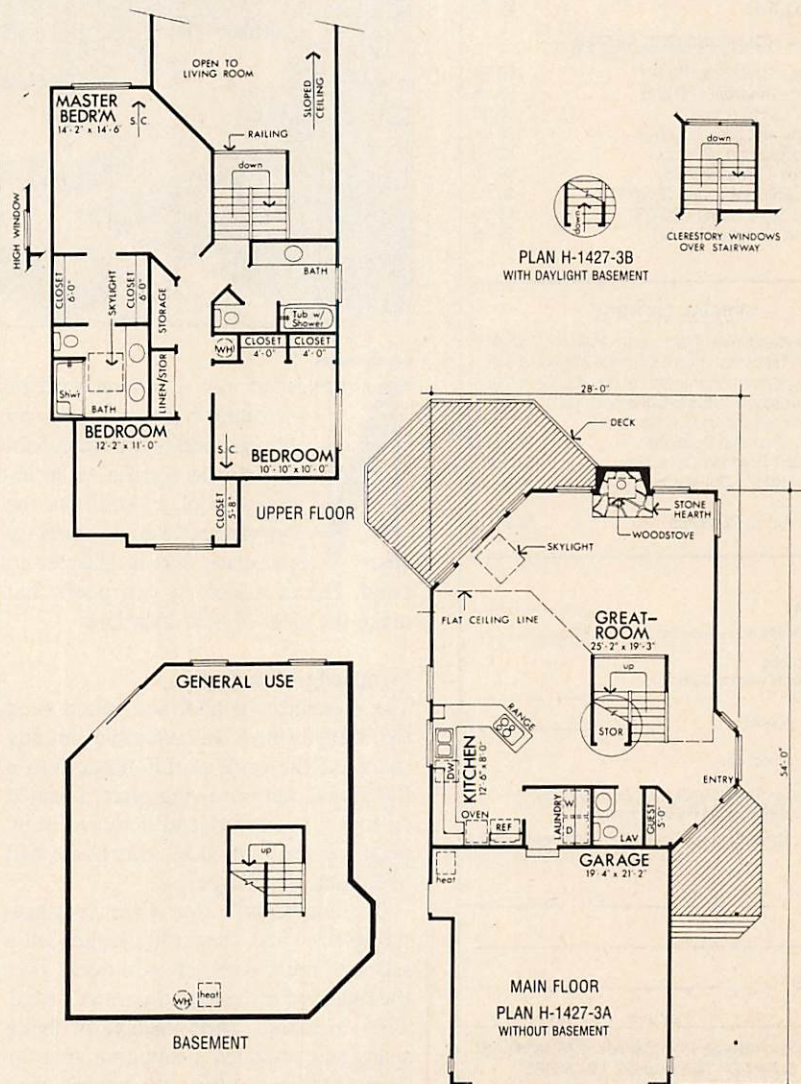 OPEN TO
LIVING ROOM
SLOPED
CEILING
MASTER
BEDR'M
14'-2" x 14'-6"
S.C.
RAILING
down
HIGH WINDOW
CLOSET
6'-0"
SKYLIGHT
CLOSET
6'-0"
STORAGE
BATH
Tub w/
Shower
WH
CLOSET
4'-0"
CLOSET
4'-0"
LINEN/STOR
Shw'r
BATH
BEDROOM
12'-2" x 11'-0"
S.C.
BEDROOM
10'-10" x 10'-0"
CLOSET
5'-8"
UPPER FLOOR
down
PLAN H-1427-3B
WITH DAYLIGHT BASEMENT
down
CLERESTORY WINDOWS
OVER STAIRWAY
28'-0"
DECK
STONE
HEARTH
WOODSTOVE
SKYLIGHT
FLAT CEILING LINE
GREAT-
ROOM
25'-2" x 19'-3"
up
STOR
RANGE
KITCHEN
12'-6" x 8'-0"
DW
OVEN
REF
LAUNDRY
W
D
LAV
GUEST
5'-0"
ENTRY
54'-0"
heat
GARAGE
19'-4" x 21'-2"
MAIN FLOOR
PLAN H-1427-3A
WITHOUT BASEMENT
GENERAL USE
up
WH
heat
BASEMENT